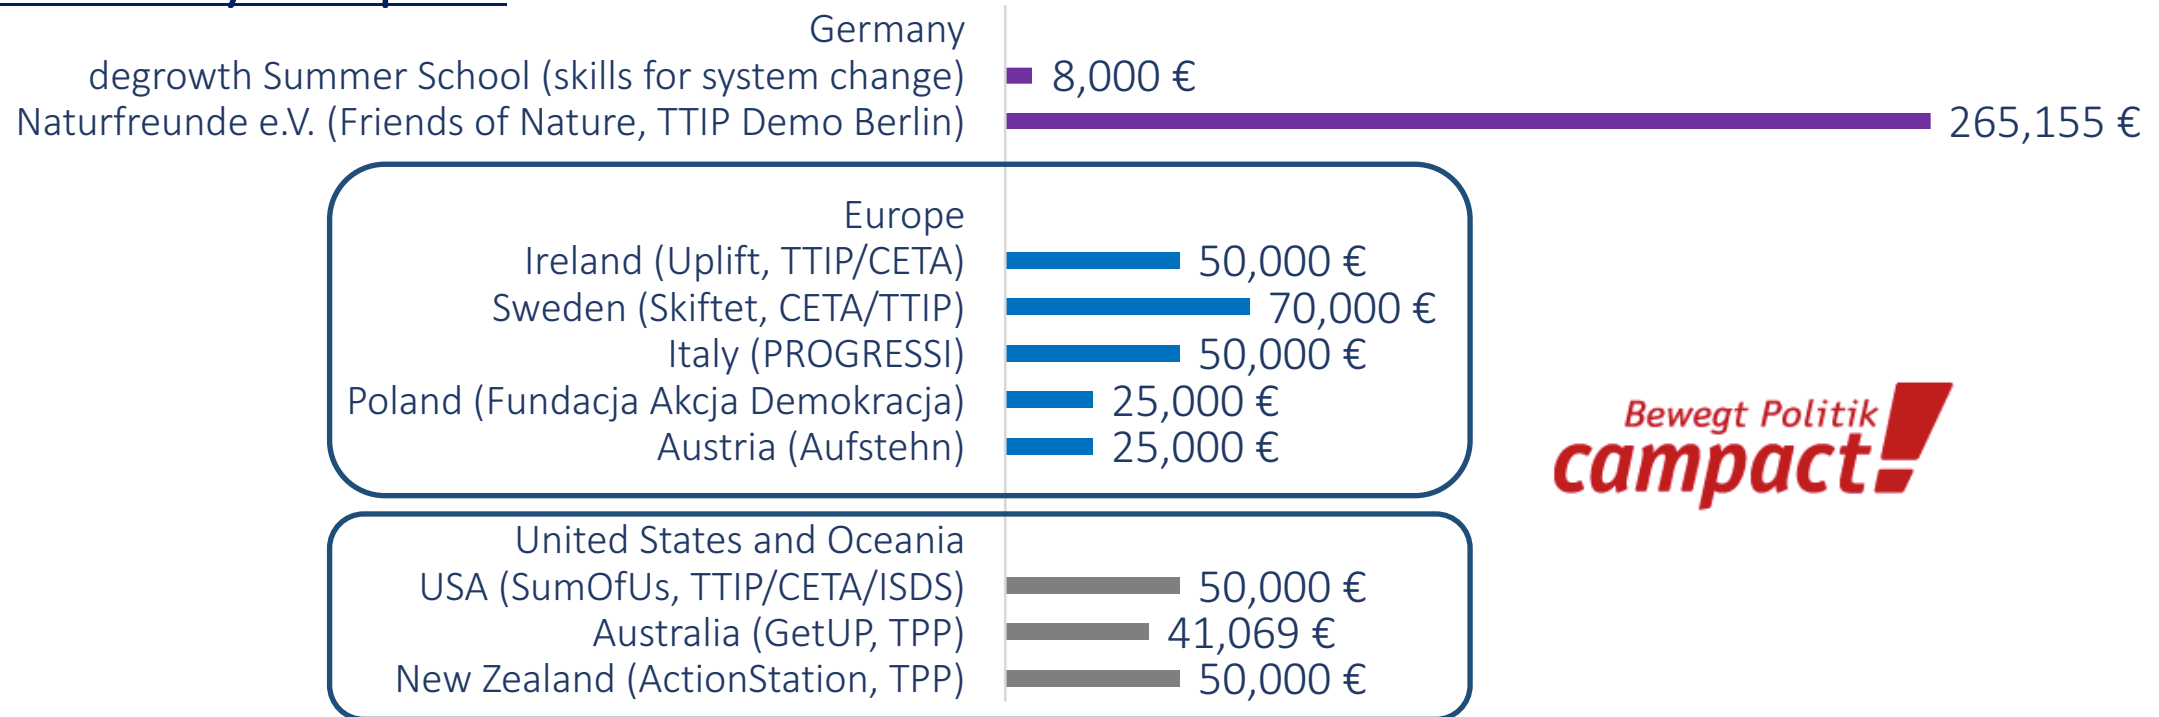 Germany
degrowth Summer School (skills for system change) 8,000 €
Naturfreunde e.V. (Friends of Nature, TTIP Demo Berlin) 265,155 €
Europe
Ireland (Uplift, TTIP/CETA) 50,000 €
Sweden (Skiftet, CETA/TTIP) 70,000 €
Italy (PROGRESSI) 50,000 €
Poland (Fundacja Akcja Demokracja) 25,000 €
Austria (Aufstehn) 25,000 €
Bewegt Politik
campact!
United States and Oceania
USA (SumOfUs, TTIP/CETA/ISDS) 50,000 €
Australia (GetUP, TPP) 41,069 €
New Zealand (ActionStation, TPP) 50,000 €